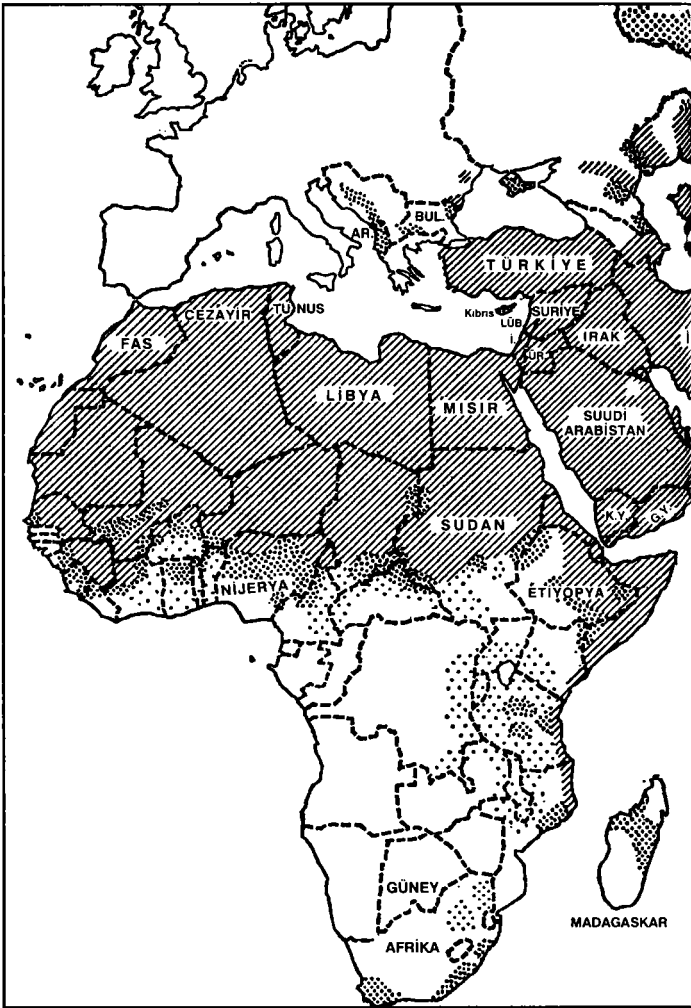 BUL.
AR.
TÜRKİYE
Kıbrıs
LÜB.
SURİYE
İ.
IRAK
İ
ÜR.
CEZAYİR
TUNUS
FAS
LİBYA
MISIR
SUUDİ
ARABİSTAN
K.Y.
G.Y.
SUDAN
NİJERYA
ETİYOPYA
GÜNEY
AFRİKA
MADAGASKAR